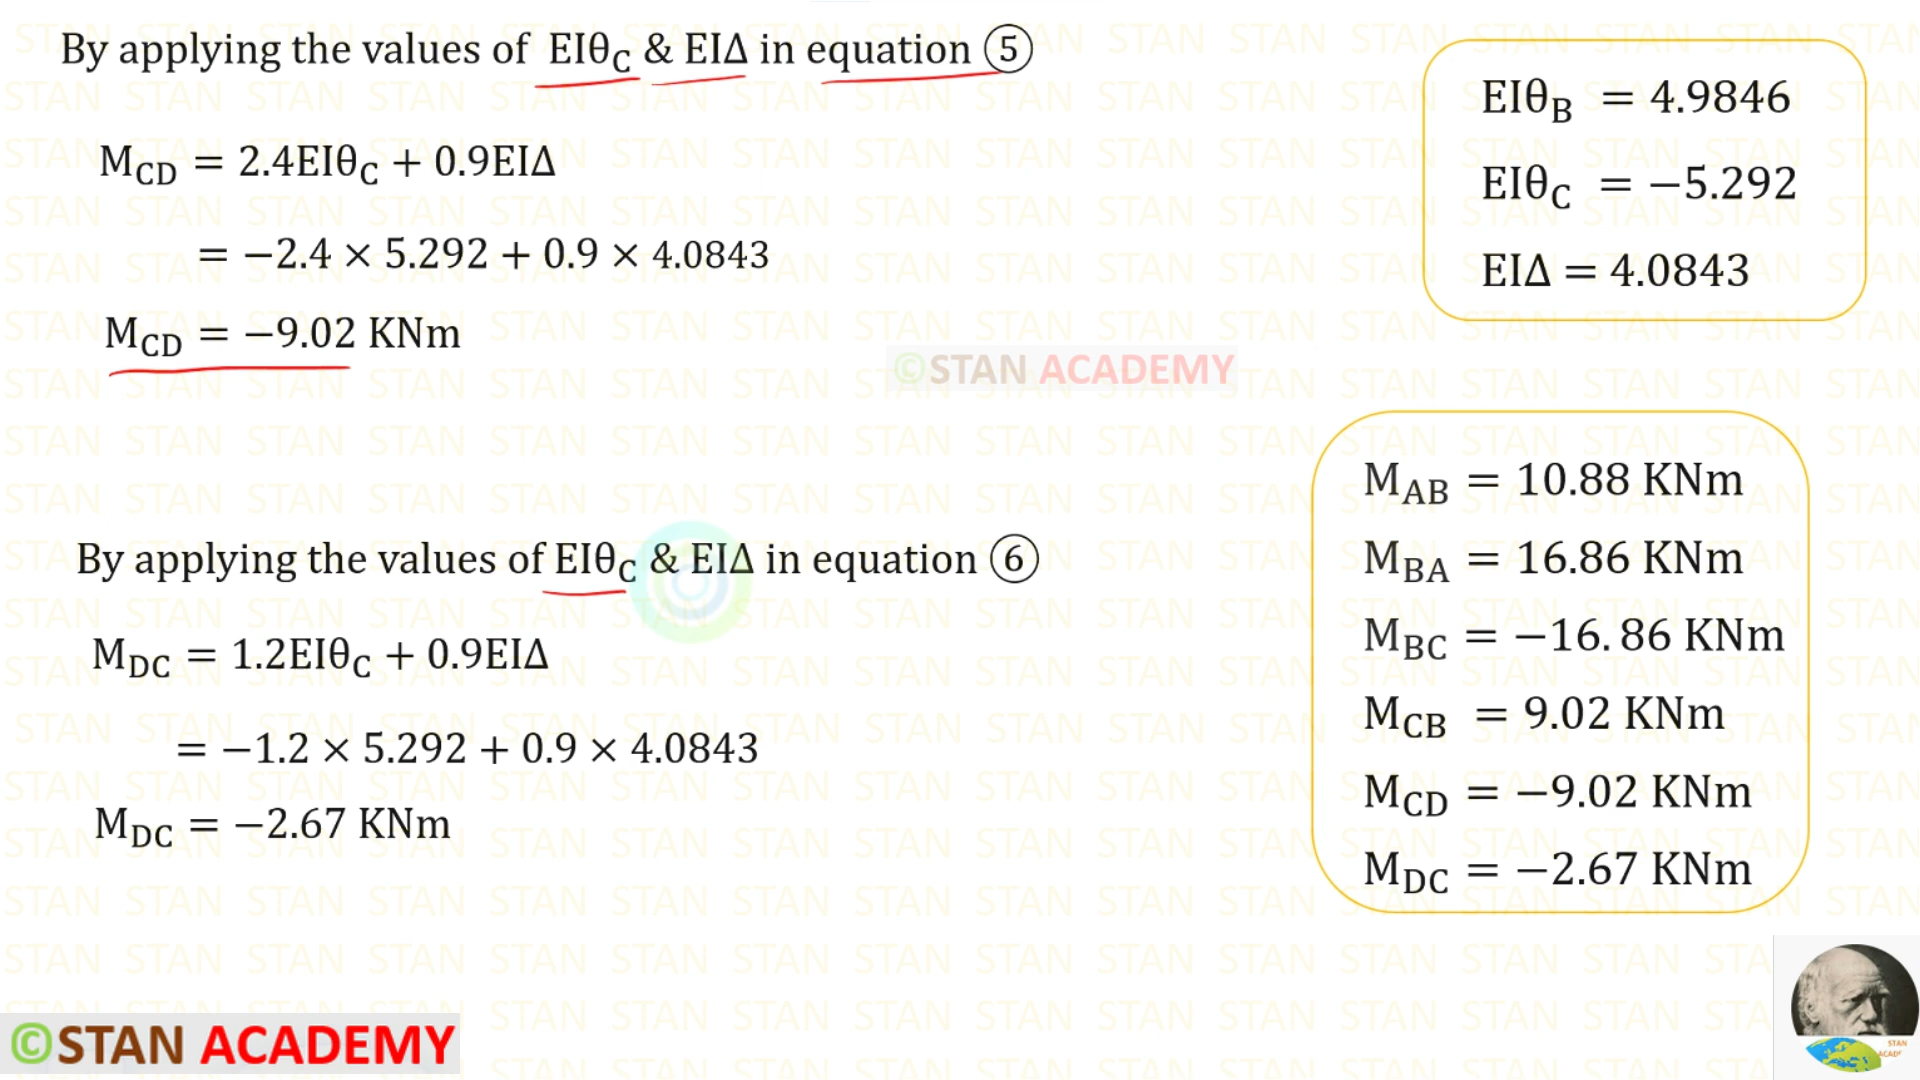 By applying the values of EIθC & EIΔ in equation ⑤
MCD = 2.4EIθC + 0.9EIΔ
= −2.4 × 5.292 + 0.9 × 4.0843
MCD = −9.02 KNm
By applying the values of EIθC & EIΔ in equation ⑥
MDC = 1.2EIθC + 0.9EIΔ
= −1.2 × 5.292 + 0.9 × 4.0843
MDC = −2.67 KNm
EIθB = 4.9846
EIθC = −5.292
EIΔ = 4.0843
©STAN ACADEMY
MAB = 10.88 KNm
MBA = 16.86 KNm
MBC = −16. 86 KNm
MCB = 9.02 KNm
MCD = −9.02 KNm
MDC = −2.67 KNm
©STAN ACADEMY
STAN